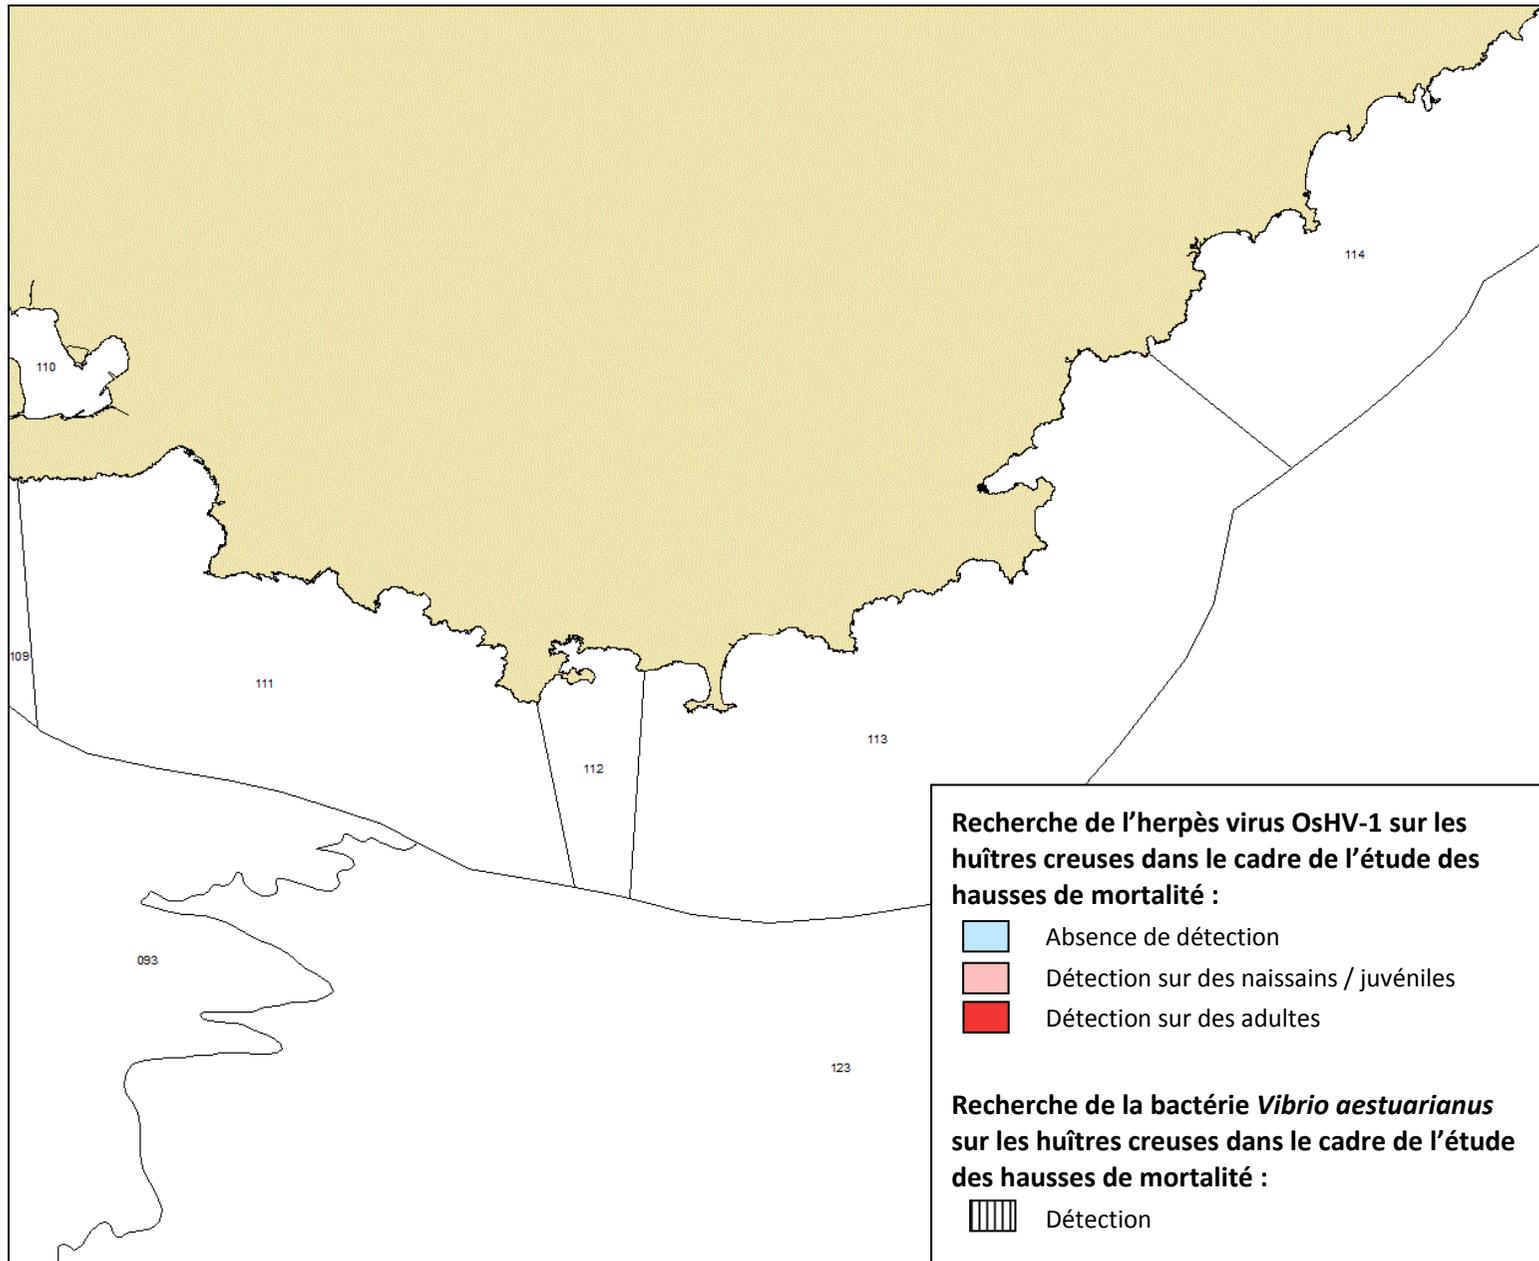 114
110
109
111
113
112
093
123
Recherche de l’herpès virus OsHV-1 sur les
huîtres creuses dans le cadre de l’étude des
hausses de mortalité :
Absence de détection
Détection sur des naissains / juvéniles
Détection sur des adultes
Recherche de la bactérie Vibrio aestuarianus
sur les huîtres creuses dans le cadre de l’étude
des hausses de mortalité :
Détection